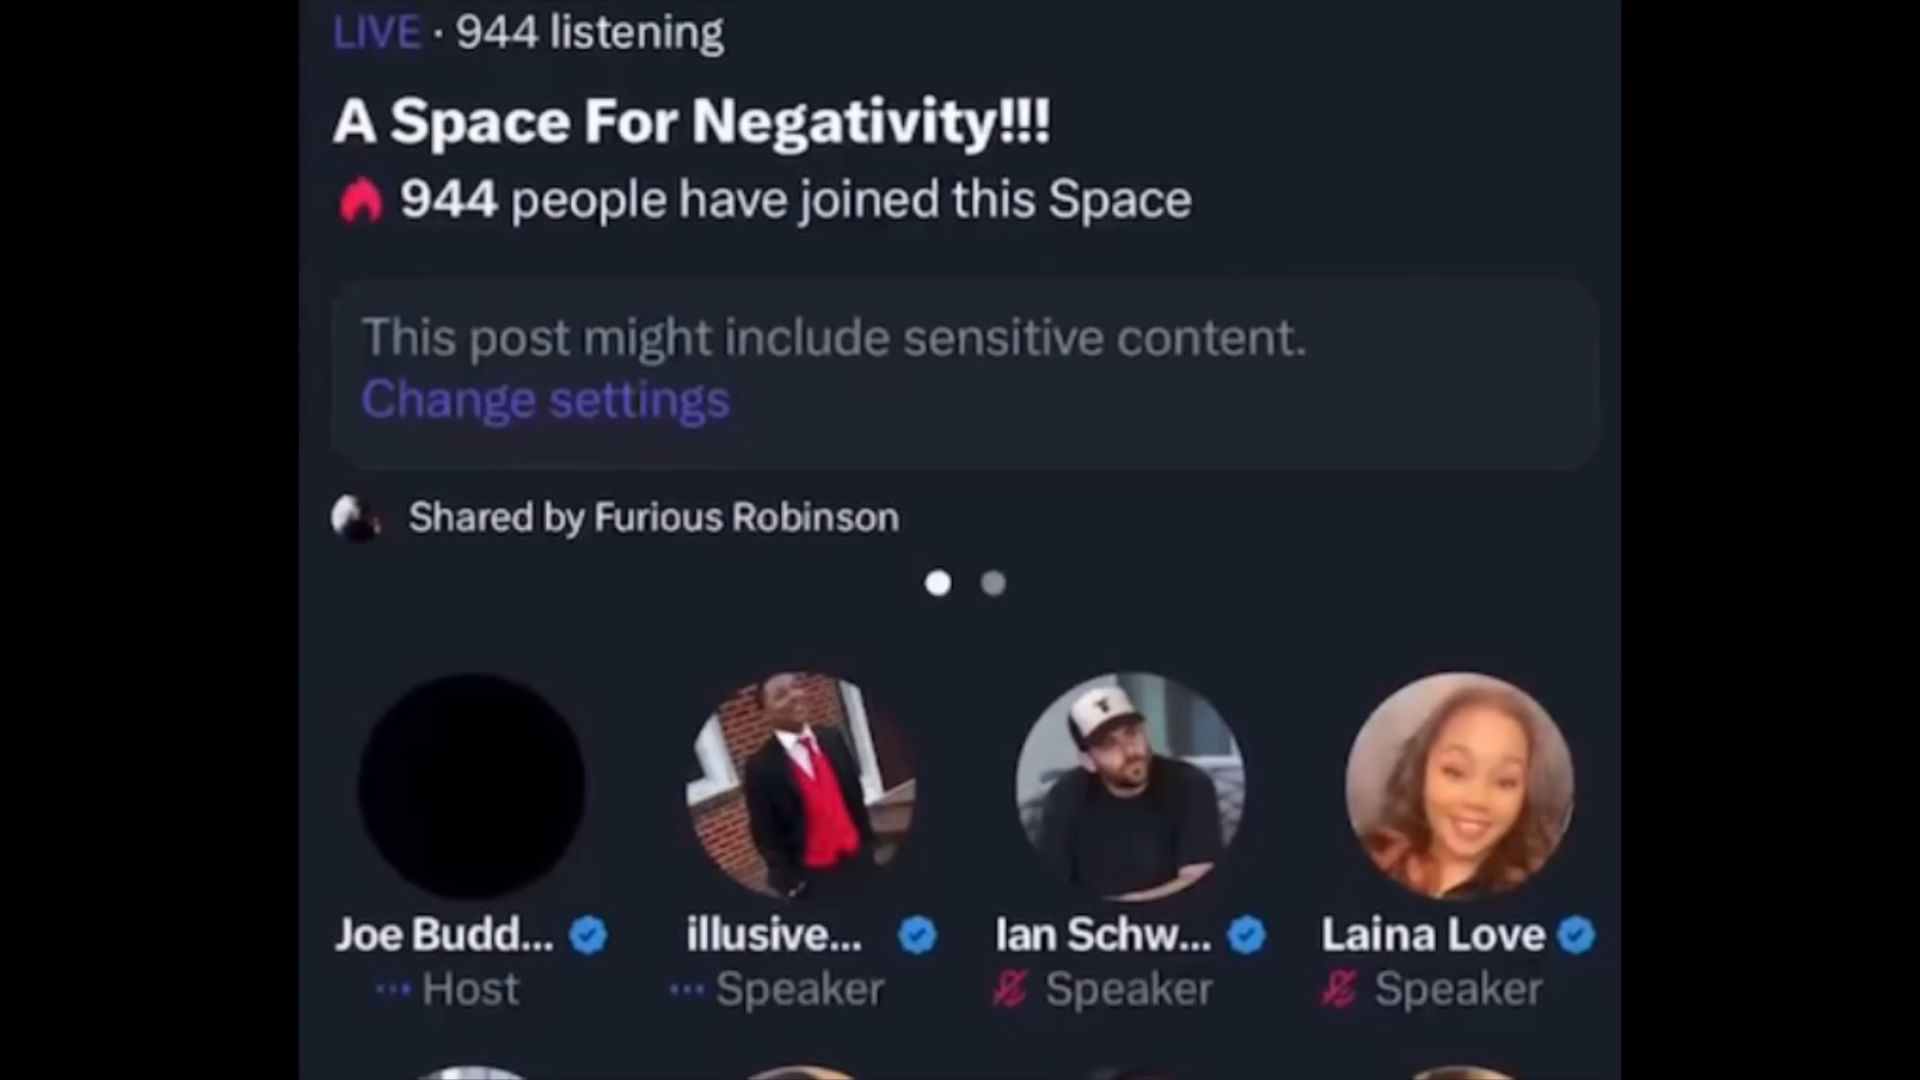 LIVE · 944 listening
A Space For Negativity!!!
944 people have joined this Space
This post might include sensitive content.
Change settings
Shared by Furious Robinson
Joe Budd...
illusive...
Ian Schw...
Laina Love
Host
Speaker
Speaker
Speaker